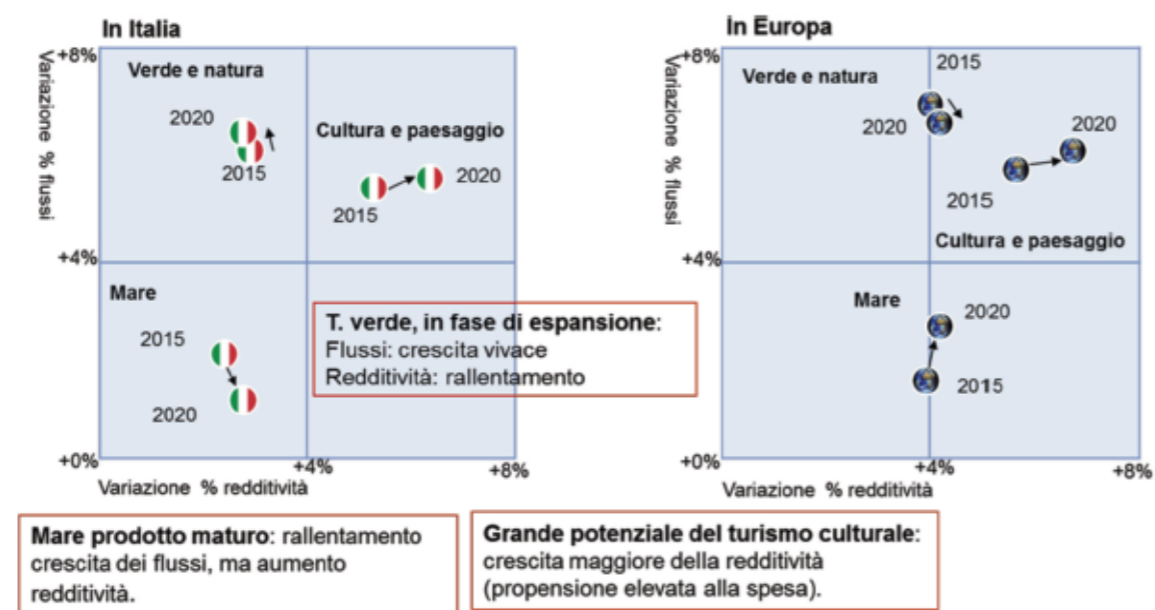 In Italia
+8%
Variazione % flussi
Verde e natura
2020
2015
Cultura e paesaggio
2020
2015
+4%
Mare
2015
2020
+0%
+4%
+8%
Variazione % redditività
In Europa
+8%
Variazione % flussi
Verde e natura
2015
2020
2020
2015
Cultura e paesaggio
+4%
Mare
2020
2015
+0%
+4%
+8%
Variazione % redditività
T. verde, in fase di espansione:
Flussi: crescita vivace
Redditività: rallentamento
Mare prodotto maturo: rallentamento
crescita dei flussi, ma aumento
redditività.
Grande potenziale del turismo culturale:
crescita maggiore della redditività
(propensione elevata alla spesa).